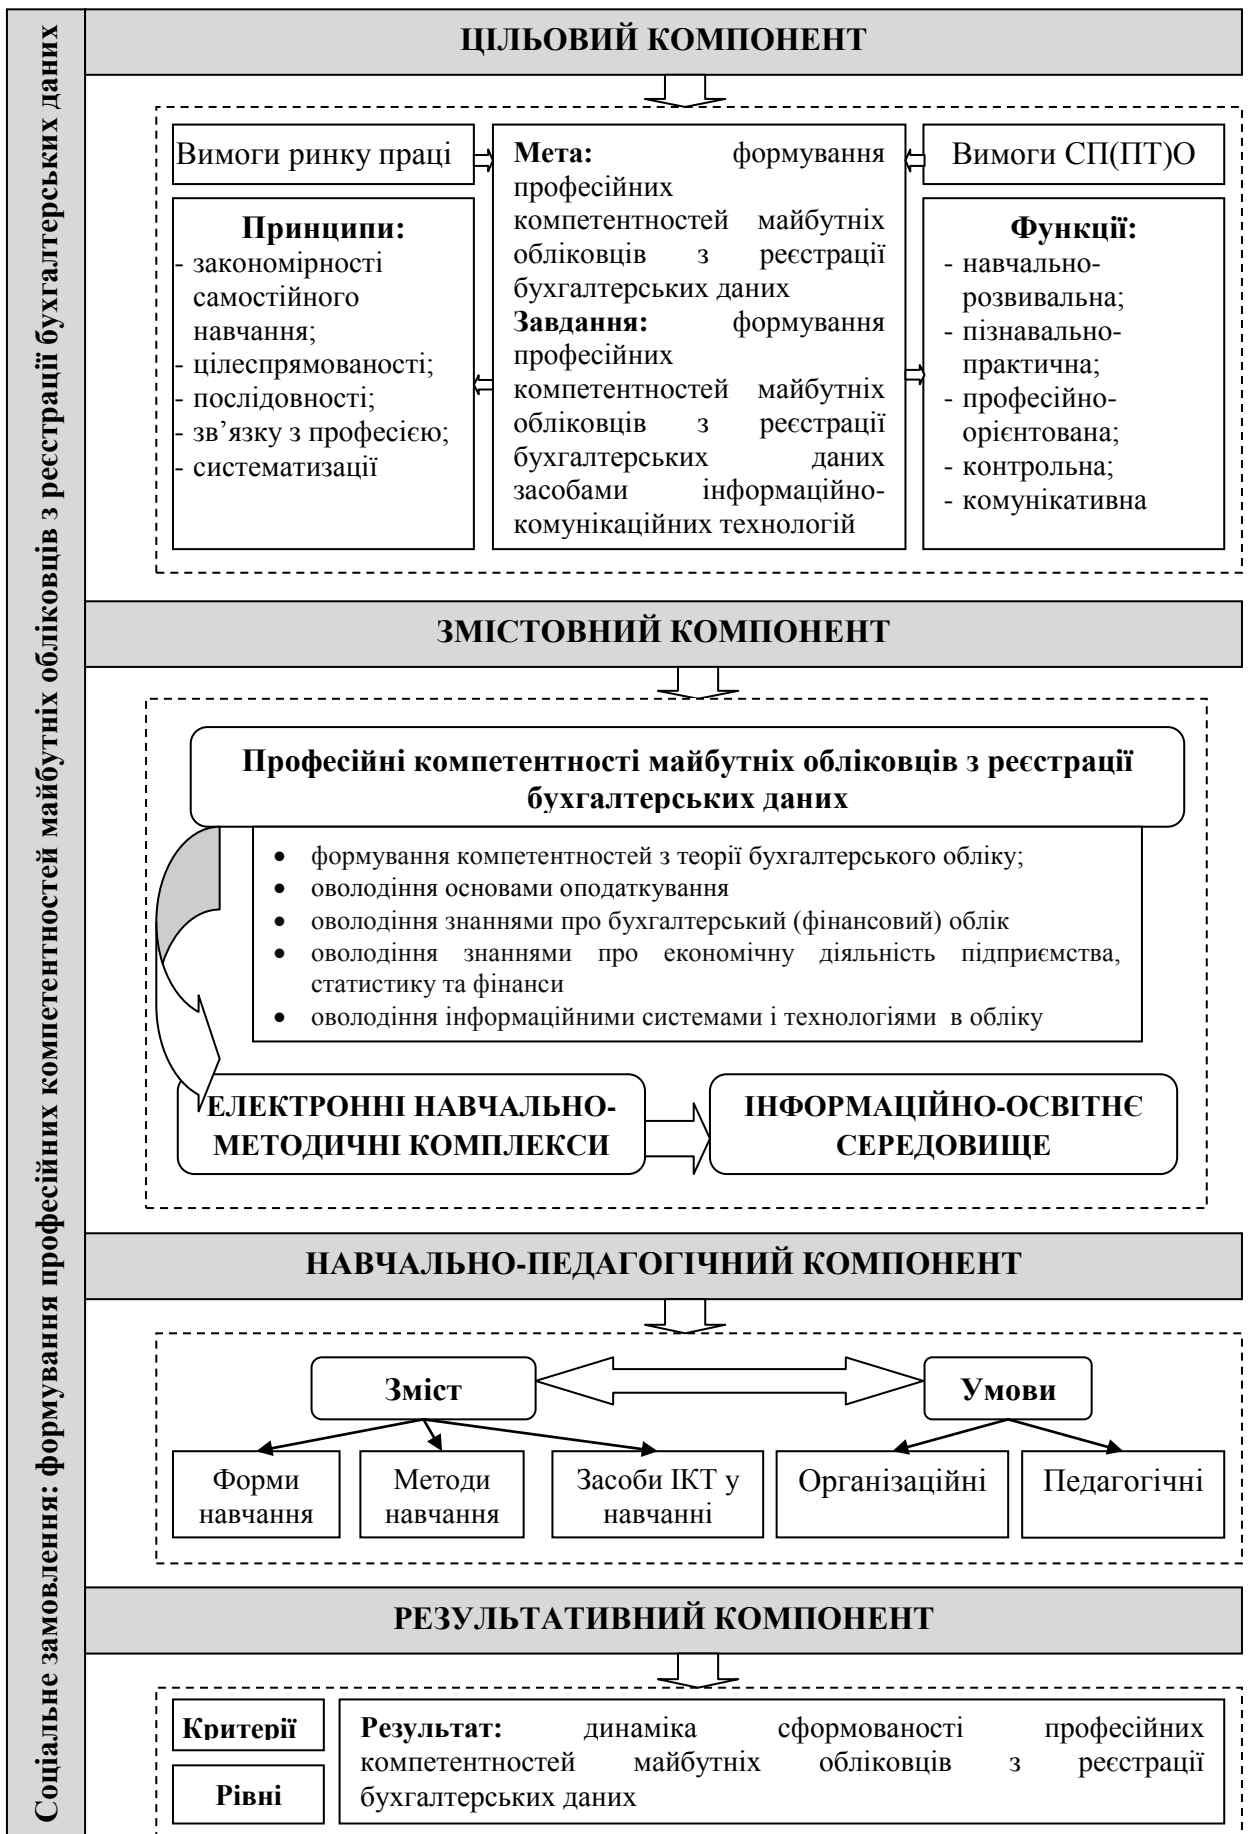 Соціальне замовлення: формування професійних компетентностей майбутніх обліковців з реєстрації бухгалтерських даних
ЦІЛЬОВИЙ КОМПОНЕНТ
Вимоги ринку праці
Принципи:
- закономірності
самостійного
навчання;
- цілеспрямованості;
- послідовності;
- зв’язку з професією;
- систематизації
Мета: формування
професійних
компетентностей майбутніх
обліковців з реєстрації
бухгалтерських даних
Завдання: формування
професійних
компетентностей майбутніх
обліковців з реєстрації
бухгалтерських даних
засобами інформаційно-
комунікаційних технологій
Вимоги СП(ПТ)О
Функції:
- навчально-
розвивальна;
- пізнавально-
практична;
- професійно-
орієнтована;
- контрольна;
- комунікативна
ЗМІСТОВНИЙ КОМПОНЕНТ
Професійні компетентності майбутніх обліковців з реєстрації
бухгалтерських даних
• формування компетентностей з теорії бухгалтерського обліку;
• оволодіння основами оподаткування
• оволодіння знаннями про бухгалтерський (фінансовий) облік
• оволодіння знаннями про економічну діяльність підприємства,
статистику та фінанси
• оволодіння інформаційними системами і технологіями в обліку
ЕЛЕКТРОННІ НАВЧАЛЬНО-
МЕТОДИЧНІ КОМПЛЕКСИ
ІНФОРМАЦІЙНО-ОСВІТНЄ
СЕРЕДОВИЩЕ
НАВЧАЛЬНО-ПЕДАГОГІЧНИЙ КОМПОНЕНТ
Зміст
Умови
Форми
навчання
Методи
навчання
Засоби ІКТ у
навчанні
Організаційні
Педагогічні
РЕЗУЛЬТАТИВНИЙ КОМПОНЕНТ
Критерії
Рівні
Результат: динаміка сформованості професійних
компетентностей майбутніх обліковців з реєстрації
бухгалтерських даних